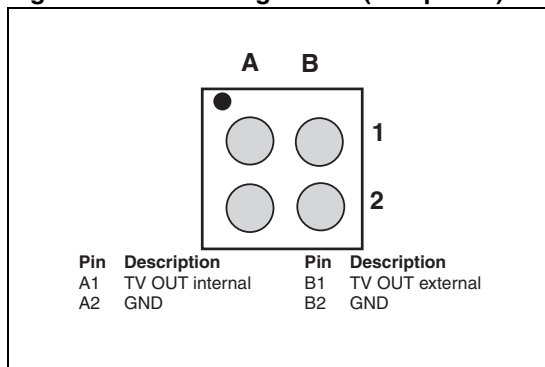 A B
1
2
Pin Description Pin Description
A1 TV OUT internal B1 TV OUT external
A2 GND B2 GND